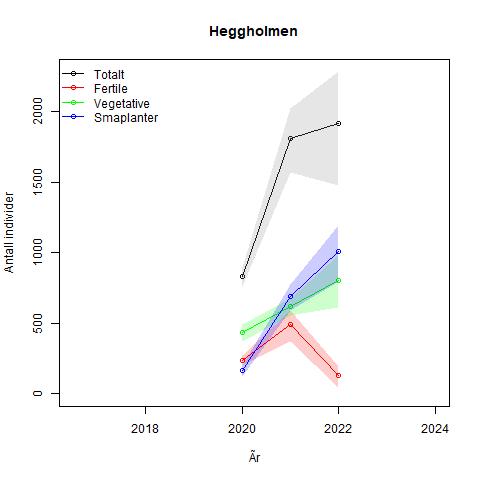 Heggholmen
Totalt
Fertile
Vegetative
Smaplanter
Antall individer
2000
1500
1000
500
0
2018 2020 2022 2024
Ãr